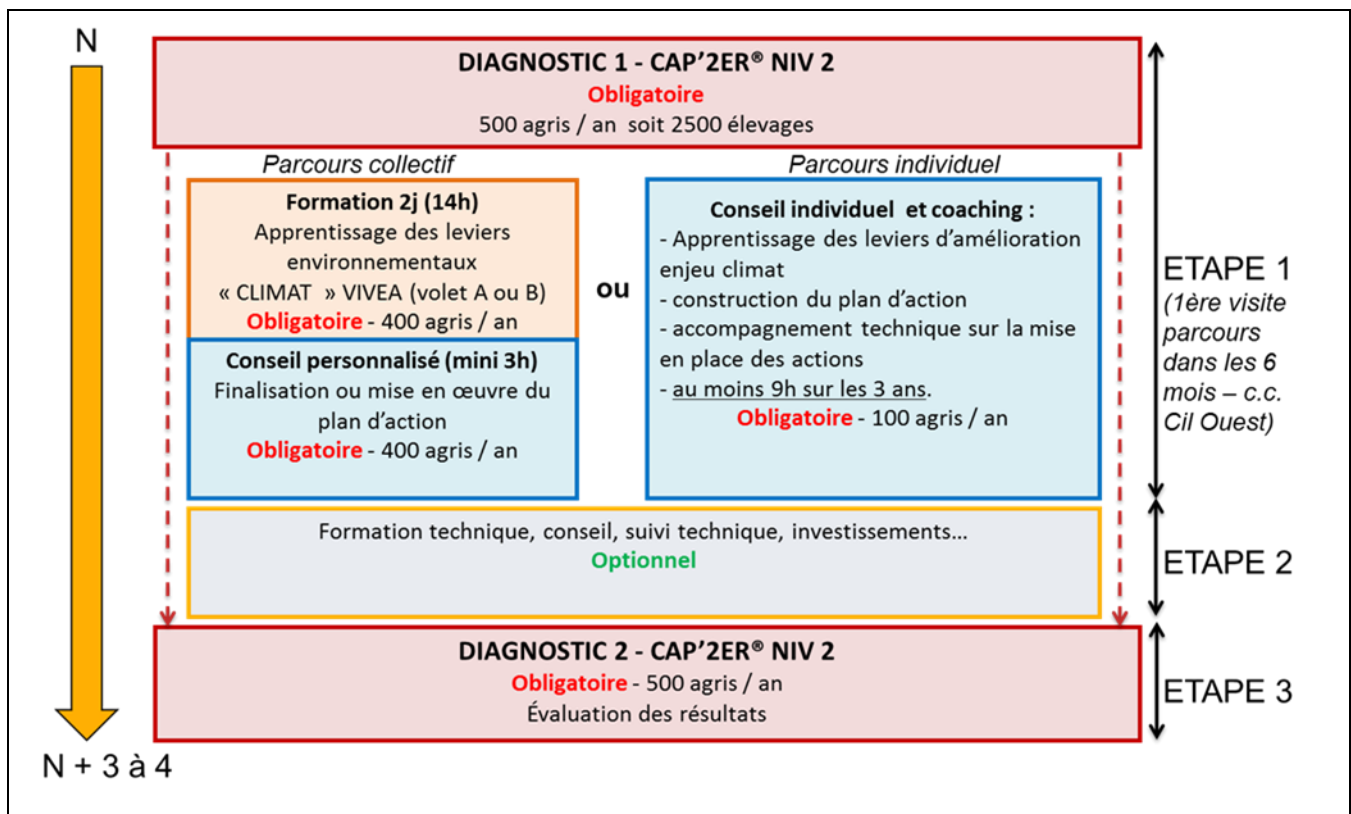 N
DIAGNOSTIC 1 - CAP'2ER® NIV 2
Obligatoire
500 agris / an soit 2500 élevages
Parcours collectif
Formation 2j (14h)
Apprentissage des leviers
environnementaux
« CLIMAT » VIVEA (volet A ou B)
Obligatoire - 400 agris / an
Conseil personnalisé (mini 3h)
Finalisation ou mise en œuvre du
plan d'action
Obligatoire - 400 agris / an
ou
Parcours individuel
Conseil individuel et coaching :
- Apprentissage des leviers d'amélioration
enjeu climat
- construction du plan d'action
- accompagnement technique sur la mise
en place des actions
- au moins 9h sur les 3 ans.
Obligatoire - 100 agris / an
ETAPE 1
(1ère visite
parcours
dans les 6
mois – c.c.
Cil Ouest)
Formation technique, conseil, suivi technique, investissements…
Optionnel
ETAPE 2
DIAGNOSTIC 2 - CAP'2ER® NIV 2
Obligatoire - 500 agris / an
Évaluation des résultats
ETAPE 3
N + 3 à 4